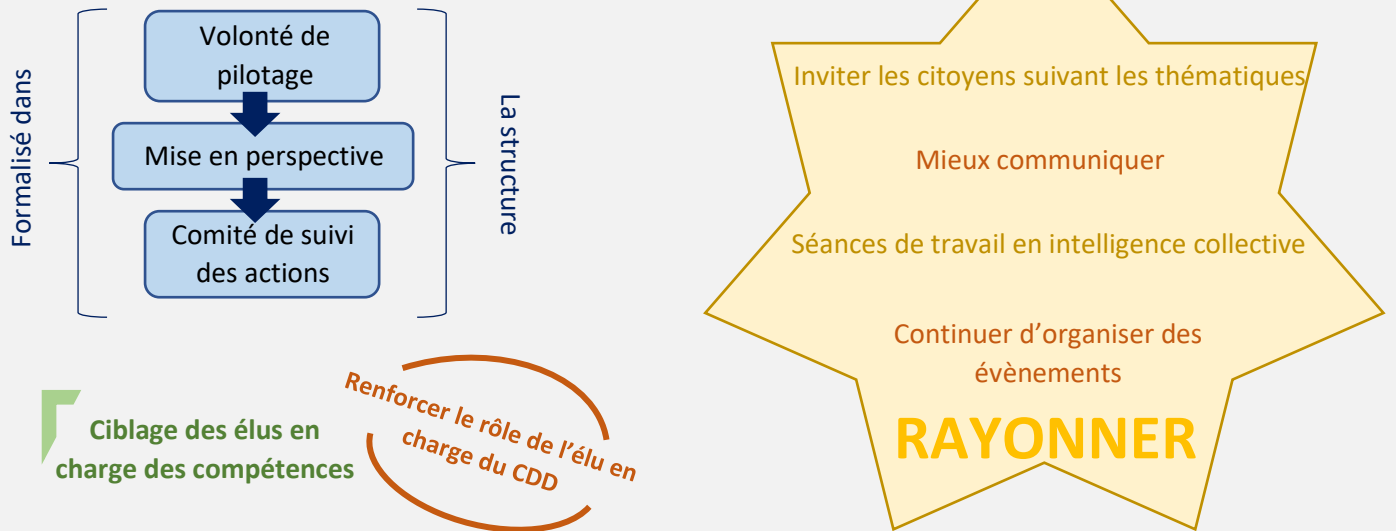 Formalisé dans
Volonté de
pilotage
Mise en perspective
Comité de suivi
des actions
La structure
Ciblage des élus en
charge des compétences
Renforcer le rôle de l'élu en
charge du CDD
Inviter les citoyens suivant les thématiques
Mieux communiquer
Séances de travail en intelligence collective
Continuer d'organiser des
évènements
RAYONNER